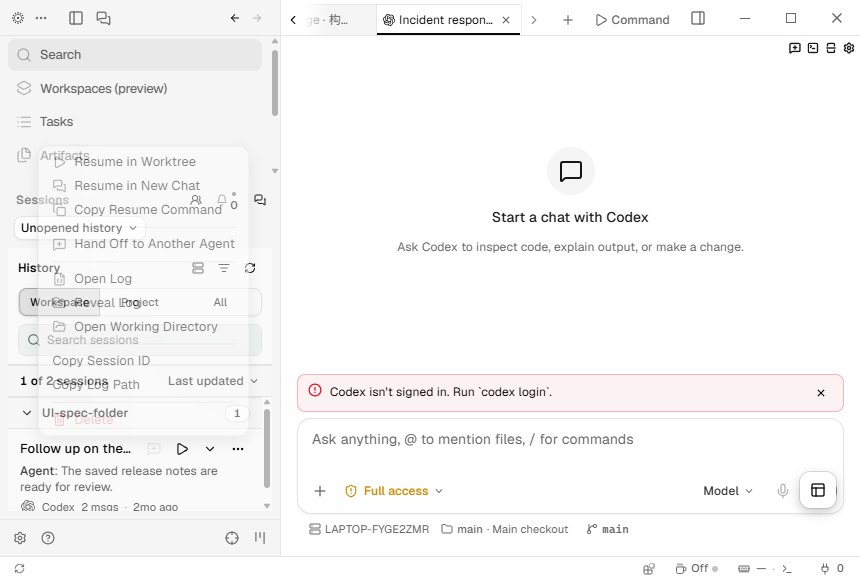 ge · 构...
Incident respon...
Command
Search
Workspaces (preview)
Tasks
Artifacts
Resume in Worktree
Resume in New Chat
Sessions
Copy Resume Command
0
Unopened history
Hand Off to Another Agent
History
Open Log
Workspace
Project
All
Reveal Log
Open Working Directory
Search sessions
Copy Session ID
1 of 2 sessions
Last updated
Copy Log Path
UI-spec-folder
1
Delete
Follow up on the...
Agent: The saved release notes are
ready for review.
Codex 2 msgs · 2mo ago
Start a chat with Codex
Ask Codex to inspect code, explain output, or make a change.
Codex isn't signed in. Run `codex login`.
Ask anything, @ to mention files, / for commands
Full access
Model
LAPTOP-FYGE2ZMR
main · Main checkout
main
Off
— ·
0